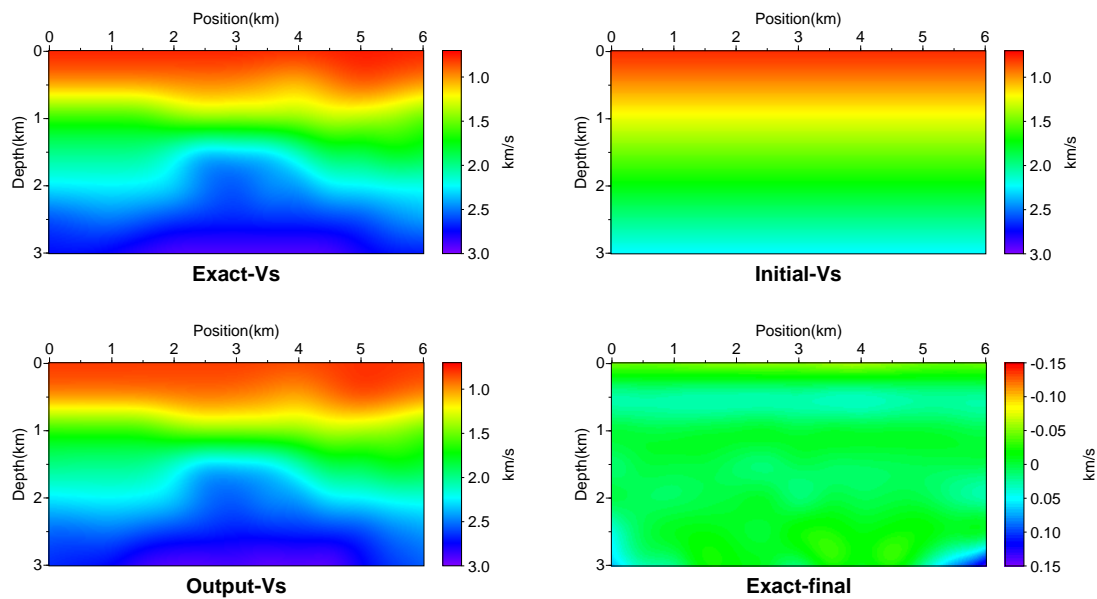 Position(km)
0 1 2 3 4 5 6
0
1
2
3
Depth(km)
1.0
1.5
2.0
2.5
3.0
km/s
Exact-Vs
Position(km)
0 1 2 3 4 5 6
0
1
2
3
Depth(km)
1.0
1.5
2.0
2.5
3.0
km/s
Initial-Vs
Position(km)
0 1 2 3 4 5 6
0
1
2
3
Depth(km)
1.0
1.5
2.0
2.5
3.0
km/s
Output-Vs
Position(km)
0 1 2 3 4 5 6
0
1
2
3
Depth(km)
-0.15
-0.10
-0.05
0
0.05
0.10
0.15
km/s
Exact-final